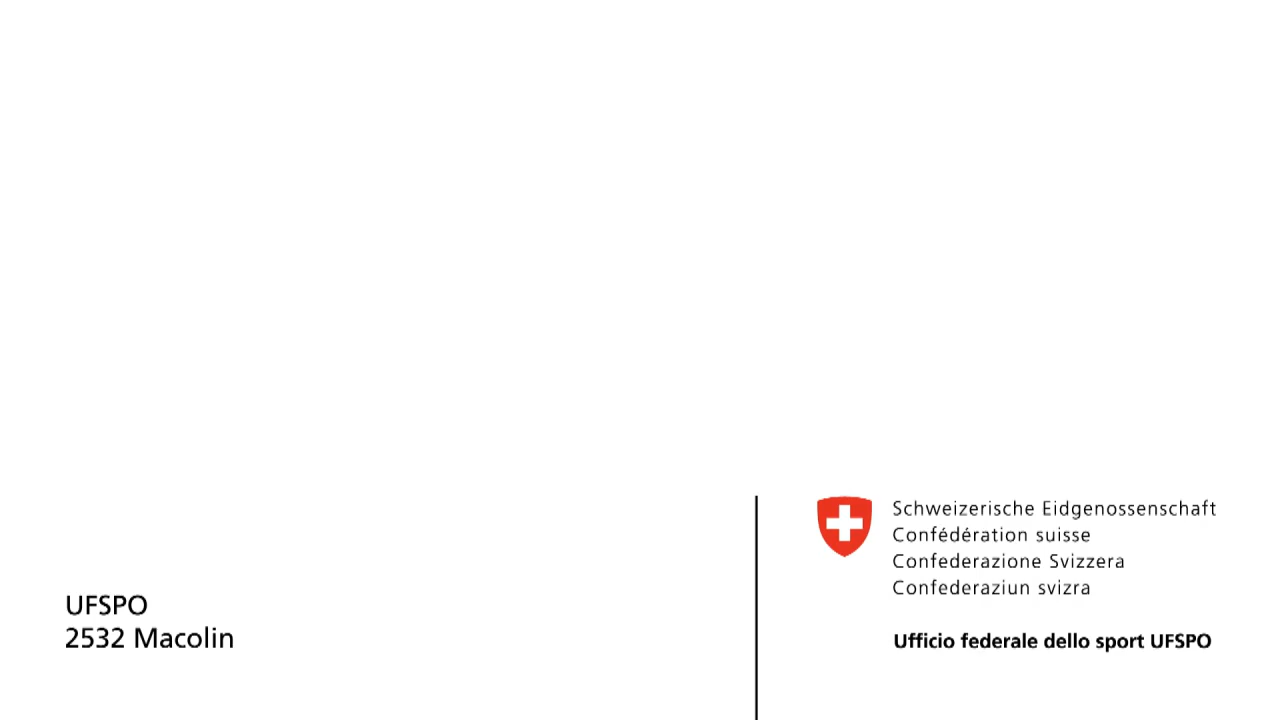 UFSPO
2532 Macolin
Schweizerische Eidgenossenschaft
Confédération suisse
Confederazione Svizzera
Confederaziun svizra
Ufficio federale dello sport UFSPO